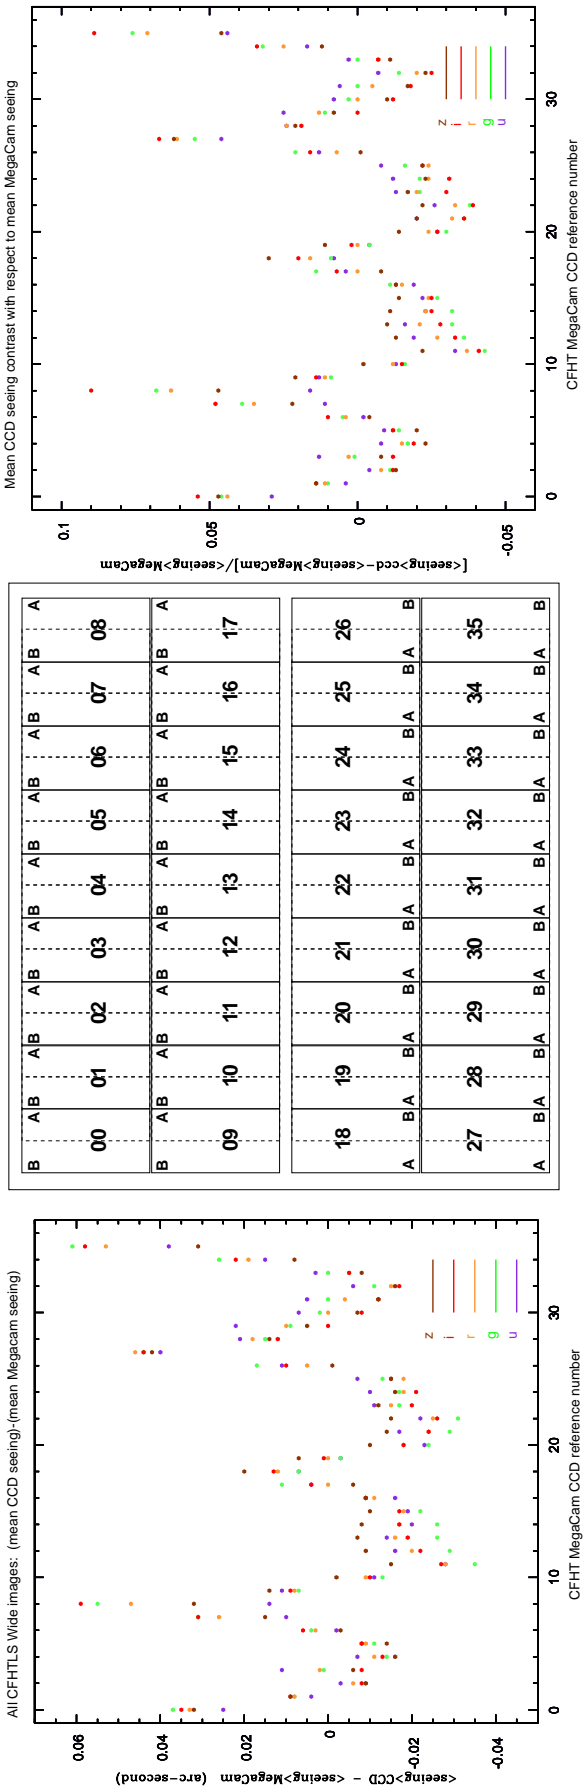 All CFHTLS Wide images: (mean CCD seeing)-(mean Megacam seeing)
<seeing>CCD - <seeing>MegaCam (arc-second)
0.06
0.04
0.02
0
-0.02
-0.04
z
i
r
g
u
0 10 20 30
CFHT MegaCam CCD reference number
B A B A B A B A B A B A B A B A B A
00 01 02 03 04 05 06 07 08
B A B A B A B A B A B A B A B A B A
09 10 11 12 13 14 15 16 17
18 19 20 21 22 23 24 25 26
A B A B A B A B A B A B A B A B A B
27 28 29 30 31 32 33 34 35
A B A B A B A B A B A B A B A B A B
Mean CCD seeing contrast with respect to mean MegaCam seeing
[<seeing>ccd-<seeing>MegaCam]/<seeing>MegaCam
0.1
0.05
0
-0.05
z
i
r
g
u
0 10 20 30
CFHT MegaCam CCD reference number